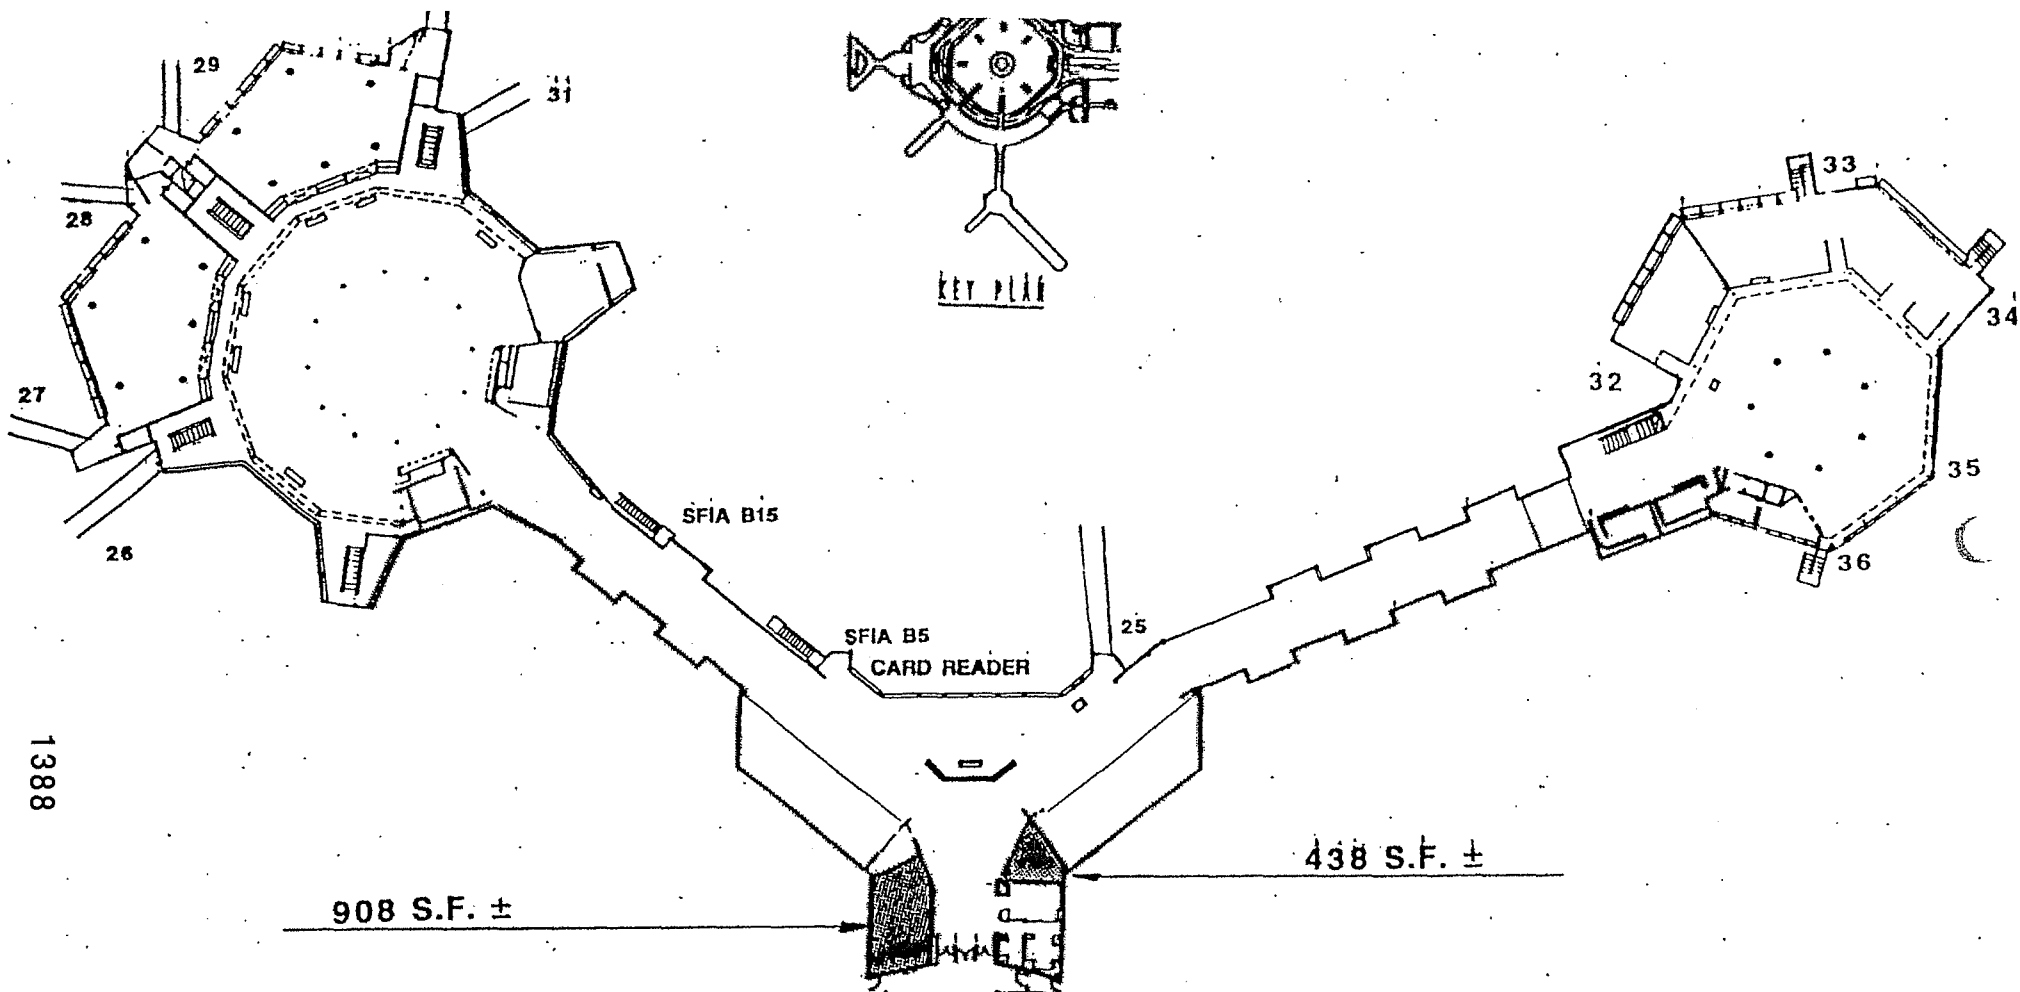 29
31
28
27
26
KEY PLAN
33
34
32
35
36
SFIA B15
SFIA B5
CARD READER
25
1388
438 S.F. ±
908 S.F. ±